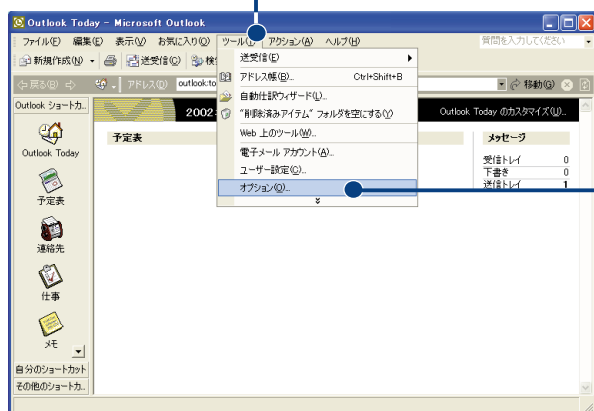 Outlook Today - Microsoft Outlook
ファイル(F) 編集(E) 表示(V) お気に入り(O) ツール(T) アクション(A) ヘルプ(H) 質問を入力してください
新規作成(N) 送受信(C) 検
戻る(B) アドレス(D) outlook:to 移動(G)
送受信(E)
アドレス帳(B)... Ctrl+Shift+B
自動仕訳ウィザード(L)...
"削除済みアイテム" フォルダを空にする(Y)
Web 上のツール(W)...
電子メール アカウント(A)...
ユーザー設定(C)...
オプション(O)...
Outlook ショートカ..
Outlook Today
予定表
連絡先
仕事
メモ
自分のショートカット
その他のショートカ..
2002
Outlook Today のカスタマイズ(U)...
予定表
メッセージ
受信トレイ 0
下書き 0
送信トレイ 1